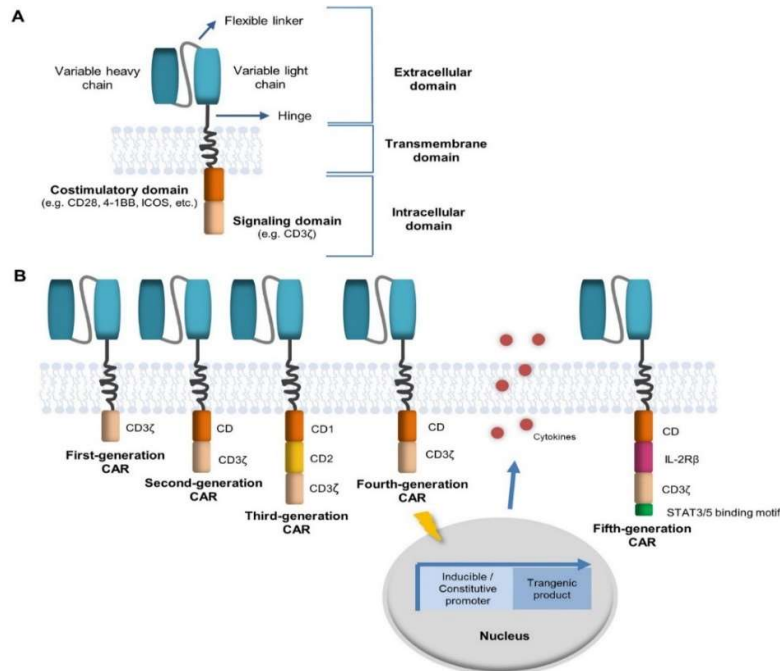 A
Flexible linker
Variable heavy
chain
Variable light
chain
Extracellular
domain
Hinge
Transmembrane
domain
Costimulatory domain
(e.g. CD28, 4-1BB, ICOS, etc.)
Signaling domain
(e.g. CD3ζ)
Intracellular
domain
B
CD3ζ
First-generation
CAR
CD
CD3ζ
Second-generation
CAR
CD1
CD2
CD3ζ
Third-generation
CAR
CD
CD3ζ
Fourth-generation
CAR
Cytokines
CD
IL-2Rβ
CD3ζ
STAT3/5 binding motif
Fifth-generation
CAR
Inducible /
Constitutive
promoter
Trangenic
product
Nucleus